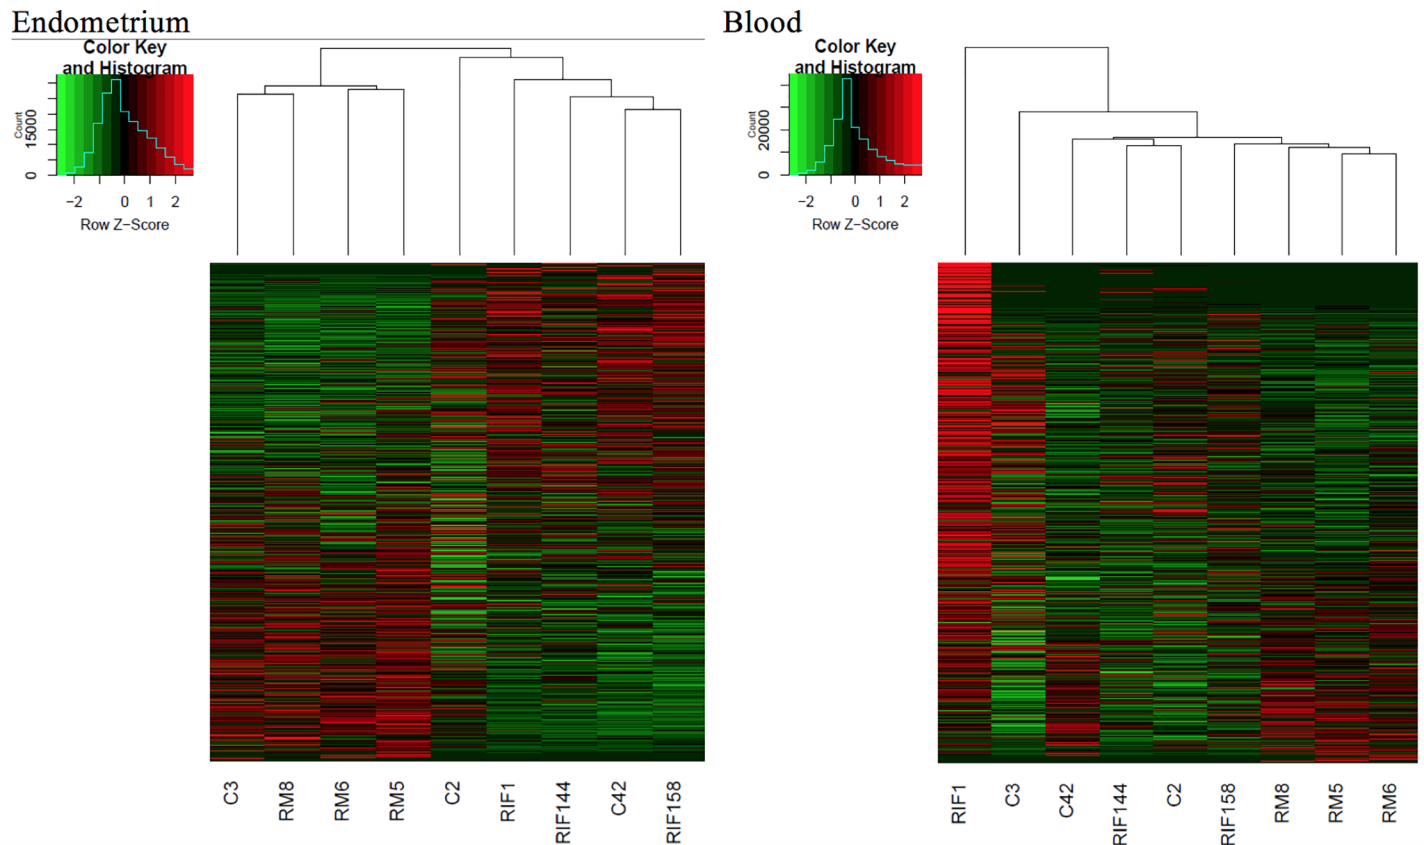 Endometrium
Color Key
and Histogram
Count
0
15000
−2
0
1
2
Row Z−Score
C3
RM8
RM6
RM5
C2
RIF1
RIF144
C42
RIF158
Blood
Color Key
and Histogram
Count
0
20000
−2
0
1
2
Row Z−Score
RIF1
C3
C42
RIF144
C2
RIF158
RM8
RM5
RM6